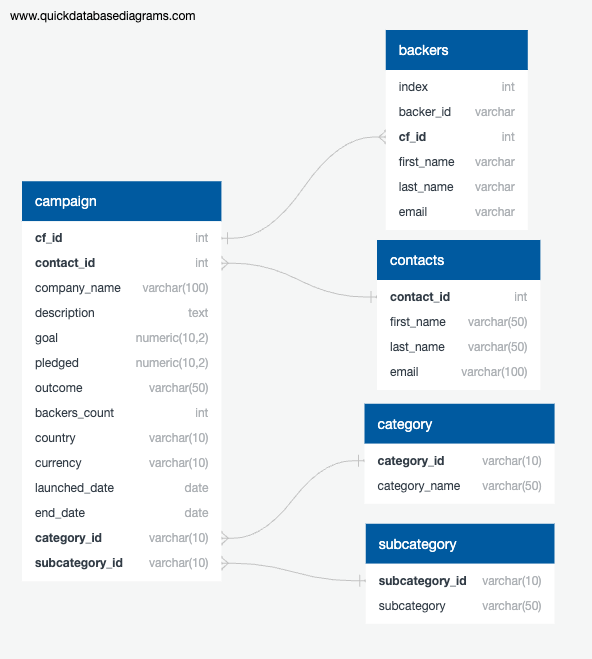 www.quickdatabasediagrams.com
backers
index int
backer_id varchar
cf_id int
first_name varchar
last_name varchar
email varchar
campaign
cf_id int
contact_id int
company_name varchar(100)
description text
goal numeric(10,2)
pledged numeric(10,2)
outcome varchar(50)
backers_count int
country varchar(10)
currency varchar(10)
launched_date date
end_date date
category_id varchar(10)
subcategory_id varchar(10)
contacts
contact_id int
first_name varchar(50)
last_name varchar(50)
email varchar(100)
category
category_id varchar(10)
category_name varchar(50)
subcategory
subcategory_id varchar(10)
subcategory varchar(50)